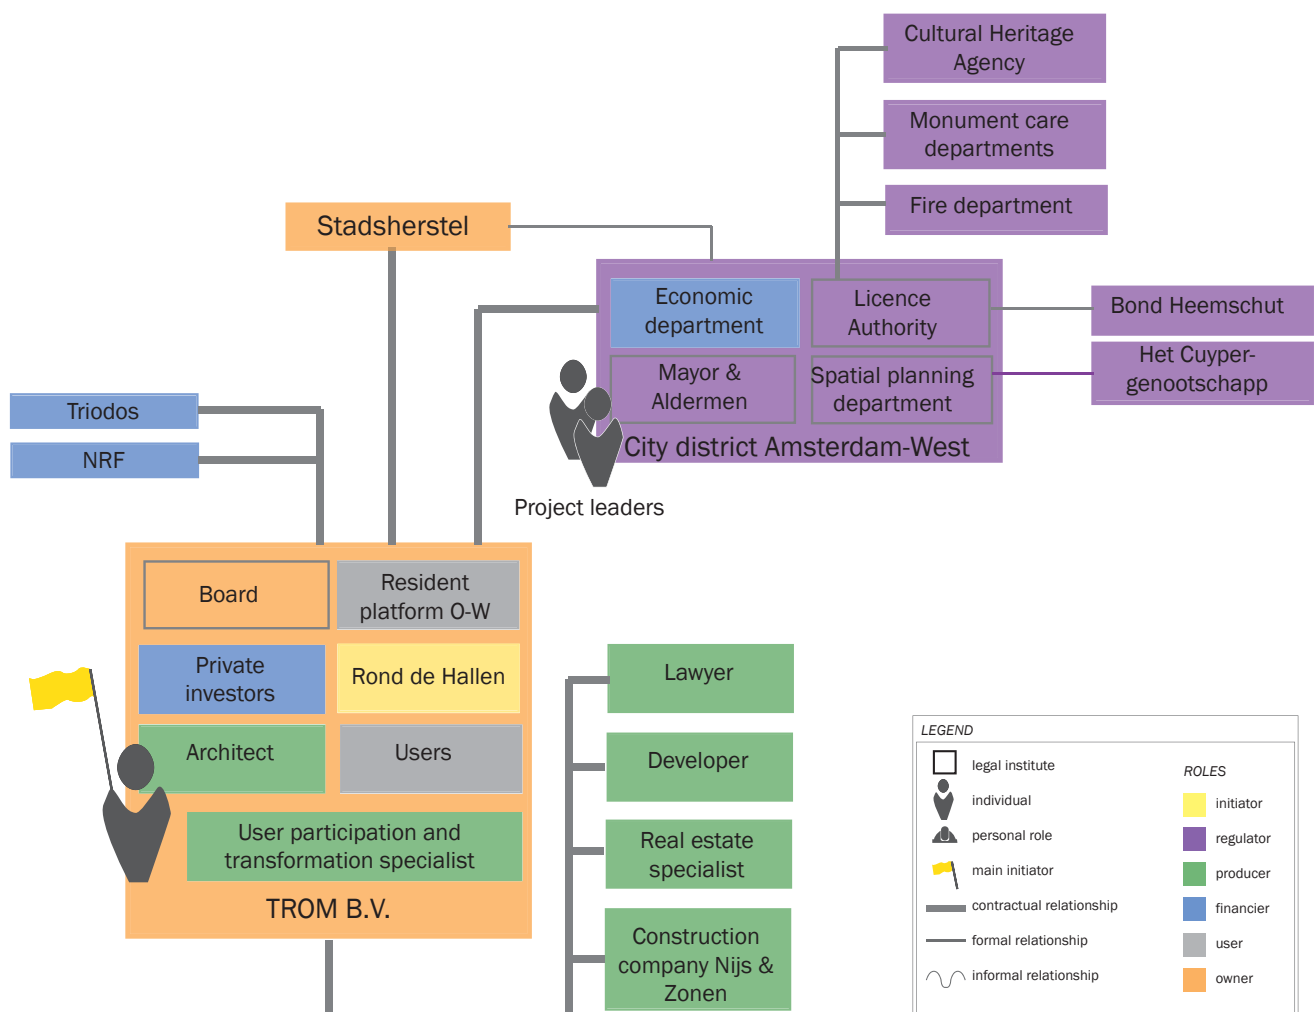 Cultural Heritage
Agency
Monument care
departments
Fire department
Stadsherstel
Economic
department
Licence
Authority
Bond Heemschut
Mayor &
Aldermen
Spatial planning
department
Het Cuyper-
genootschapp
City district Amsterdam-West
Project leaders
Triodos
NRF
Board
Resident
platform O-W
Private
investors
Rond de Hallen
Architect
Users
User participation and
transformation specialist
TROM B.V.
Lawyer
Developer
Real estate
specialist
Construction
company Nijs &
Zonen
LEGEND
legal institute
individual
personal role
main initiator
contractual relationship
formal relationship
informal relationship
ROLES
initiator
regulator
producer
financier
user
owner